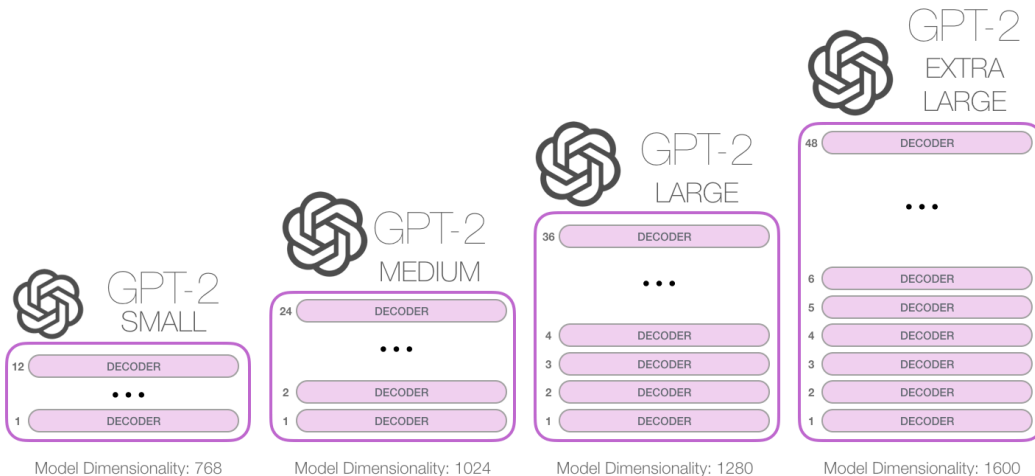 GPT-2
SMALL
12 DECODER
1 DECODER
Model Dimensionality: 768
GPT-2
MEDIUM
24 DECODER
2 DECODER
1 DECODER
Model Dimensionality: 1024
GPT-2
LARGE
36 DECODER
4 DECODER
3 DECODER
2 DECODER
1 DECODER
Model Dimensionality: 1280
GPT-2
EXTRA
LARGE
48 DECODER
6 DECODER
5 DECODER
4 DECODER
3 DECODER
2 DECODER
1 DECODER
Model Dimensionality: 1600